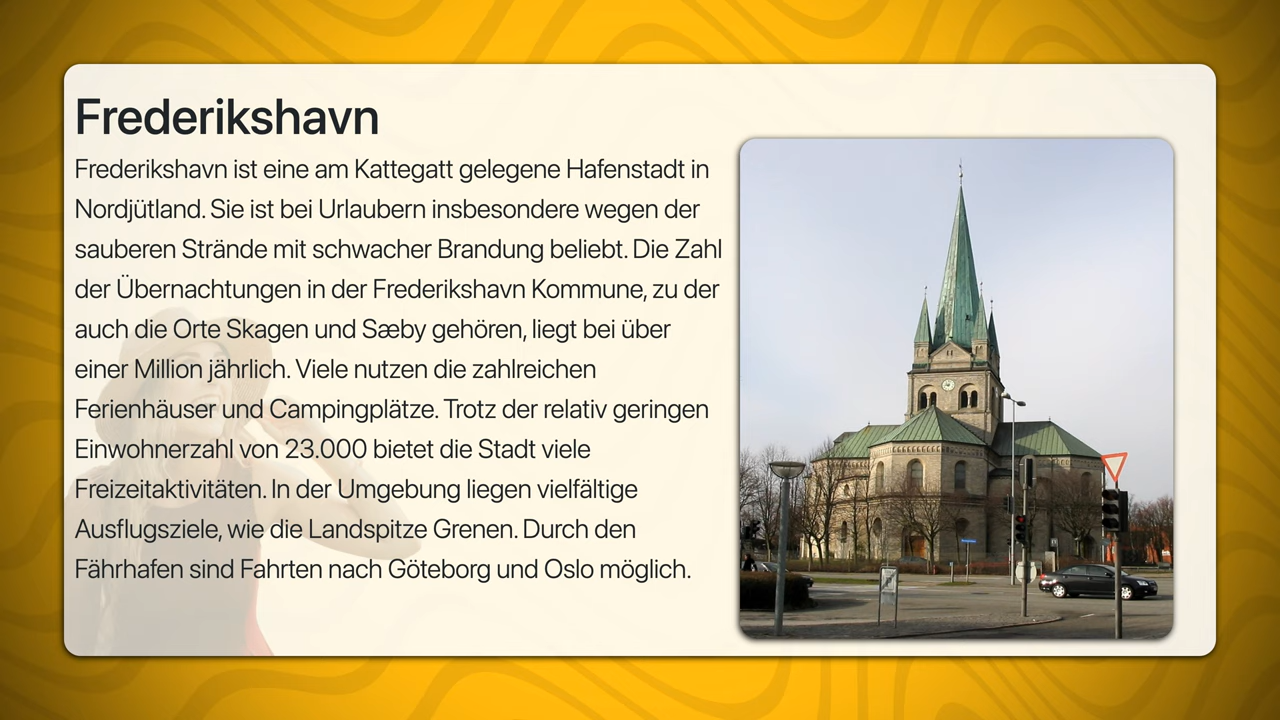 Frederikshavn
Frederikshavn ist eine am Kattegatt gelegene Hafenstadt in
Nordjütland. Sie ist bei Urlaubern insbesondere wegen der
sauberen Strände mit schwacher Brandung beliebt. Die Zahl
der Übernachtungen in der Frederikshavn Kommune, zu der
auch die Orte Skagen und Sæby gehören, liegt bei über
einer Million jährlich. Viele nutzen die zahlreichen
Ferienhäuser und Campingplätze. Trotz der relativ geringen
Einwohnerzahl von 23.000 bietet die Stadt viele
Freizeitaktivitäten. In der Umgebung liegen vielfältige
Ausflugsziele, wie die Landspitze Grenen. Durch den
Fährhafen sind Fahrten nach Göteborg und Oslo möglich.